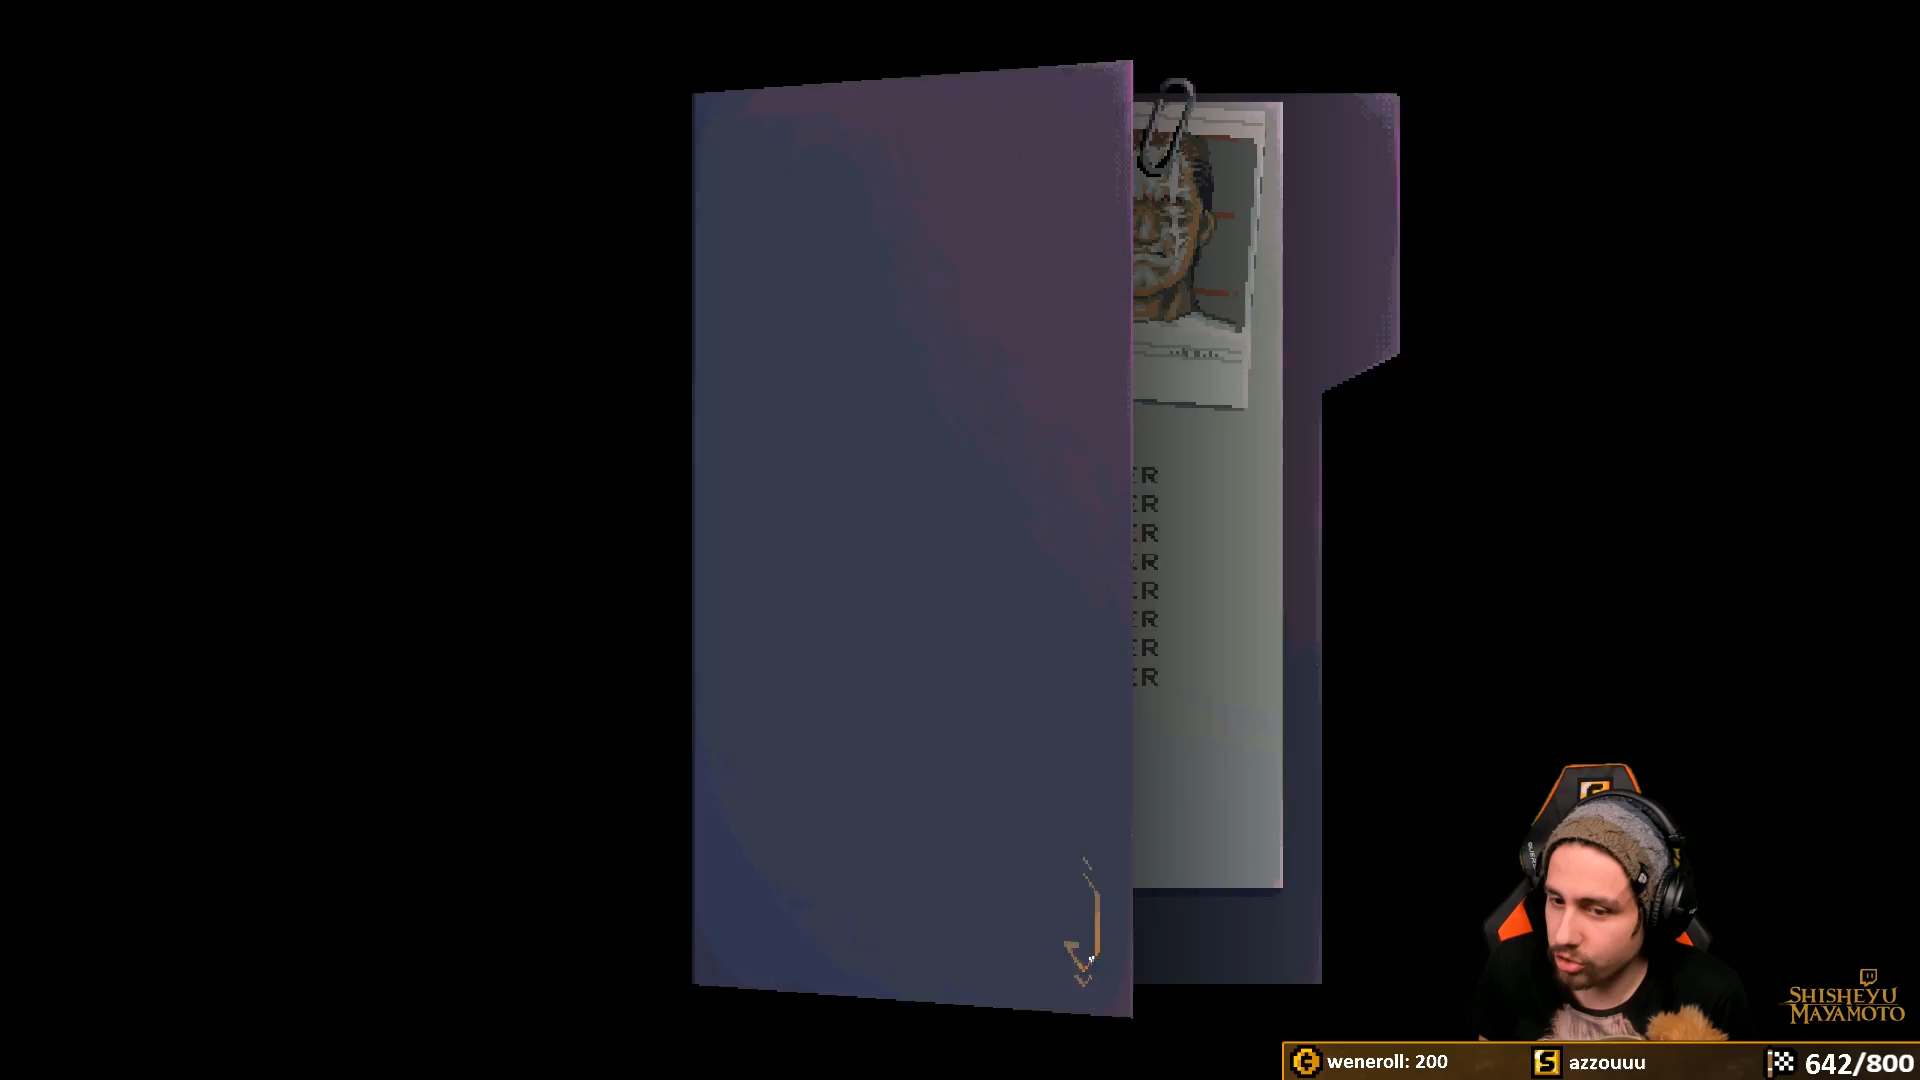 ER
ER
ER
ER
ER
ER
ER
ER
SHISHEYU
MAYAMOTO
weneroll: 200
azzouuu
642/800